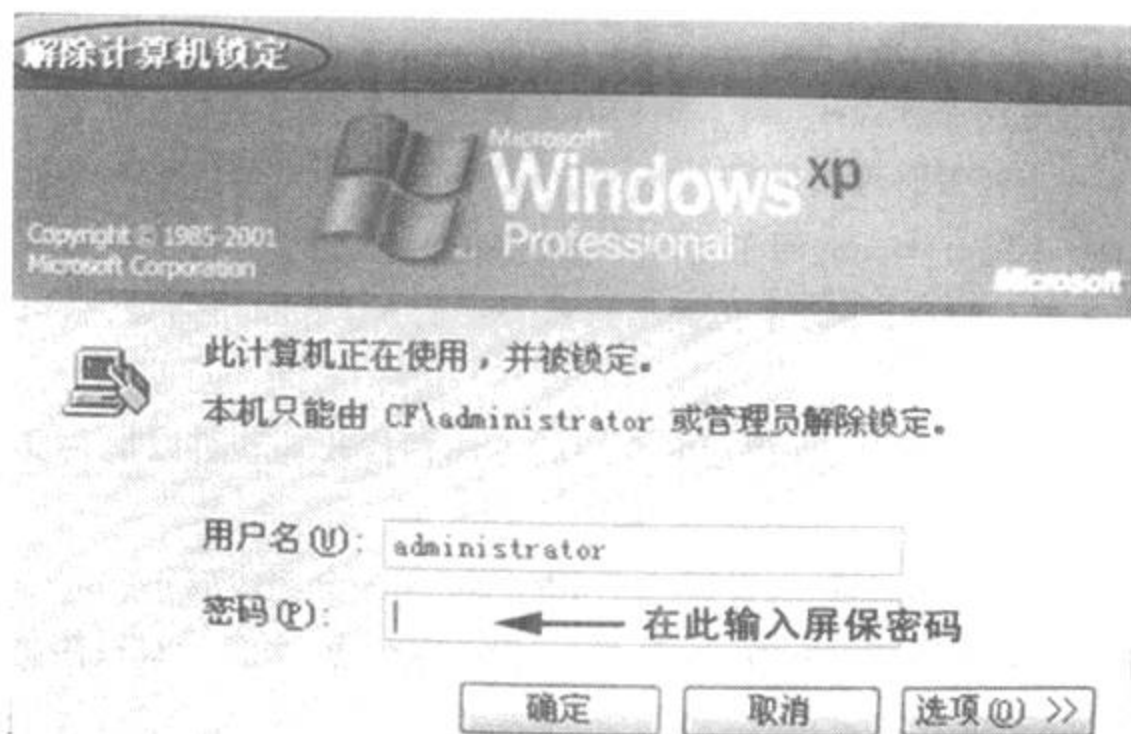 解除计算机锁定
Microsoft
Windows xp
Professional
Copyright © 1985-2001
Microsoft Corporation
Microsoft
此计算机正在使用，并被锁定。
本机只能由 CF\administrator 或管理员解除锁定。
用户名(U): administrator
密码(P): 在此输入屏保密码
确定 取消 选项(O) >>